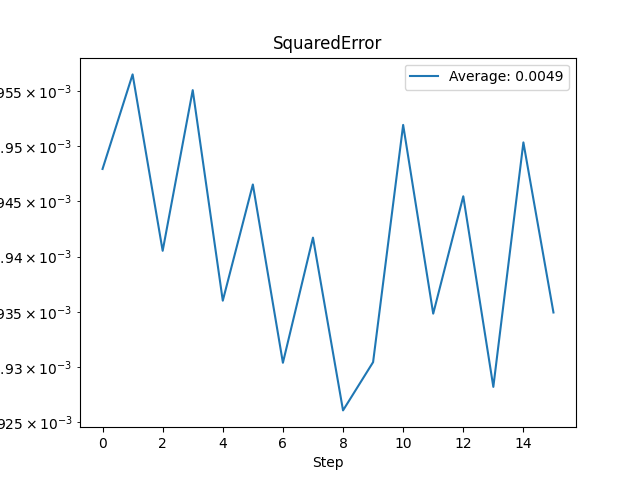 SquaredError
Average: 0.0049
955 × 10⁻³
.95 × 10⁻³
945 × 10⁻³
.94 × 10⁻³
935 × 10⁻³
.93 × 10⁻³
925 × 10⁻³
0 2 4 6 8 10 12 14
Step